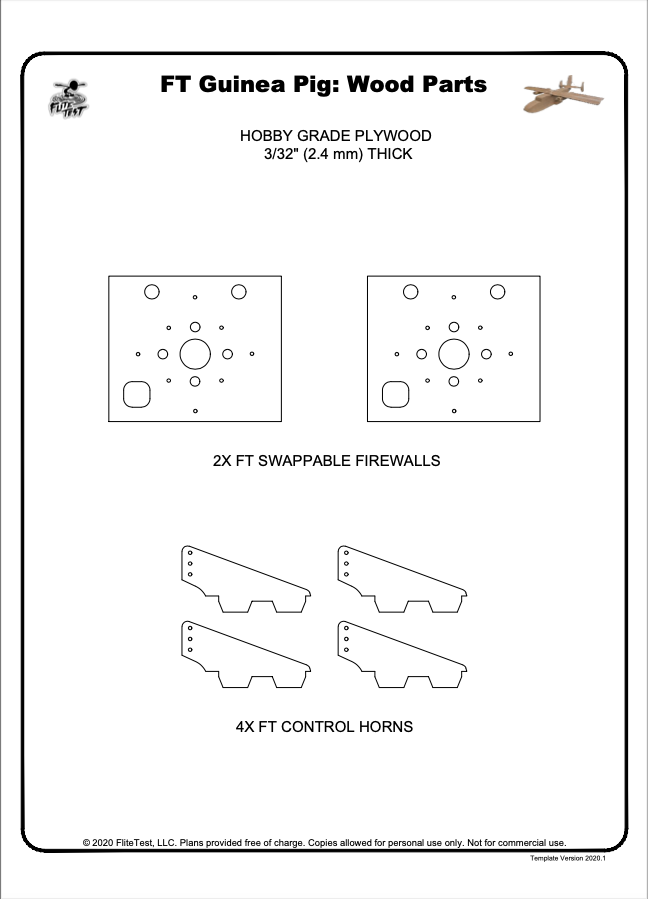 FLITE TEST
FT Guinea Pig: Wood Parts
HOBBY GRADE PLYWOOD
3/32" (2.4 mm) THICK
2X FT SWAPPABLE FIREWALLS
4X FT CONTROL HORNS
© 2020 FliteTest, LLC. Plans provided free of charge. Copies allowed for personal use only. Not for commercial use.
Template Version 2020.1